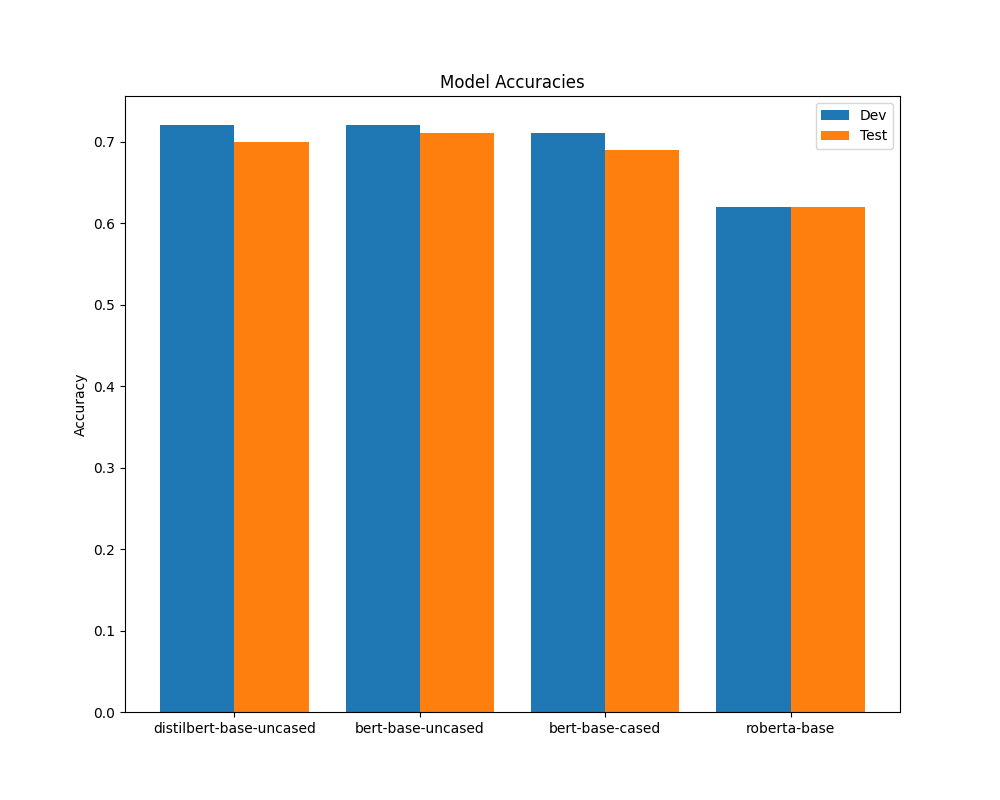 Model Accuracies
Dev
Test
Accuracy
0.7
0.6
0.5
0.4
0.3
0.2
0.1
0.0
distilbert-base-uncased bert-base-uncased bert-base-cased roberta-base